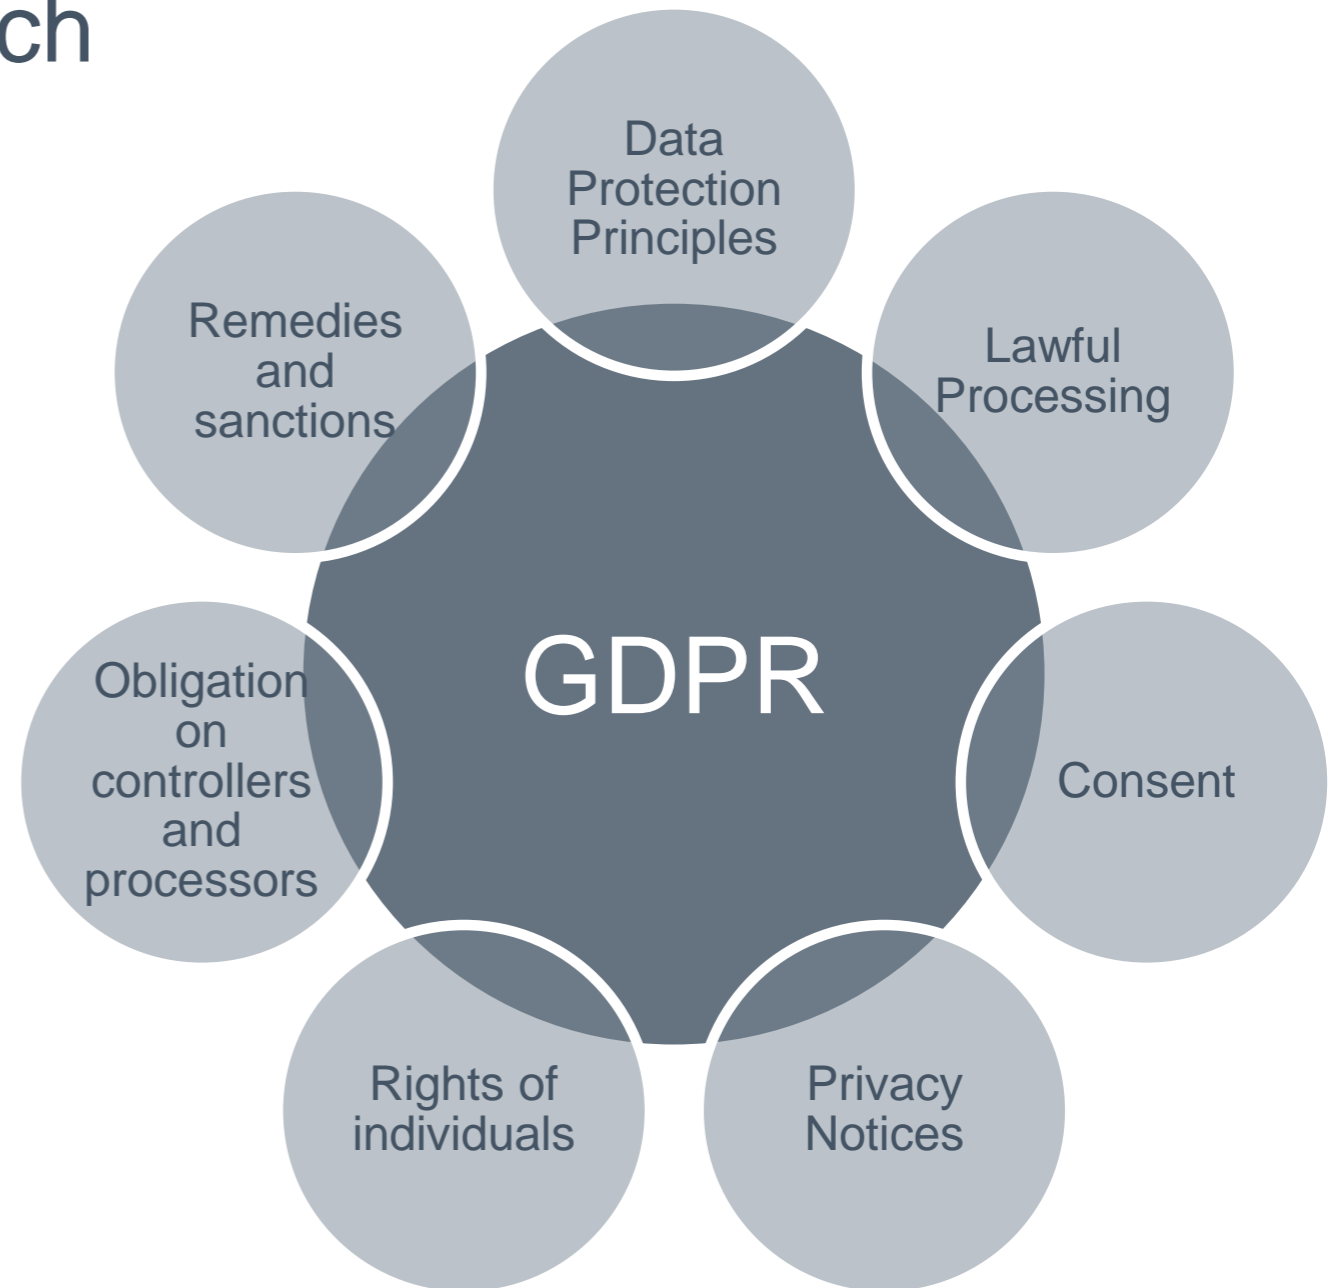 ch
Data
Protection
Principles
Remedies
and
sanctions
Lawful
Processing
GDPR
Obligation
on
controllers
and
processors
Consent
Rights of
individuals
Privacy
Notices